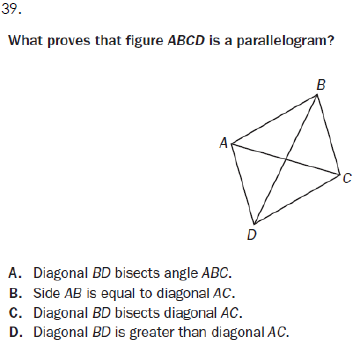 39.
What proves that figure ABCD is a parallelogram?
B
A
C
D
A. Diagonal BD bisects angle ABC.
B. Side AB is equal to diagonal AC.
C. Diagonal BD bisects diagonal AC.
D. Diagonal BD is greater than diagonal AC.